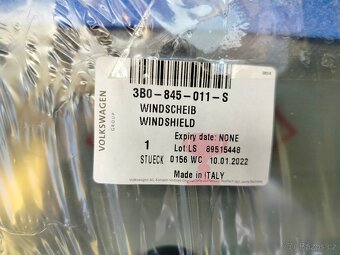 VOLKSWAGEN
GROUP
3B0-845-011-S
WINDSCHEIB
WINDSHIELD
Expiry date: NONE
1 Lot LS 89515448
STUECK 0156 WC 10.01.2022
Made in ITALY